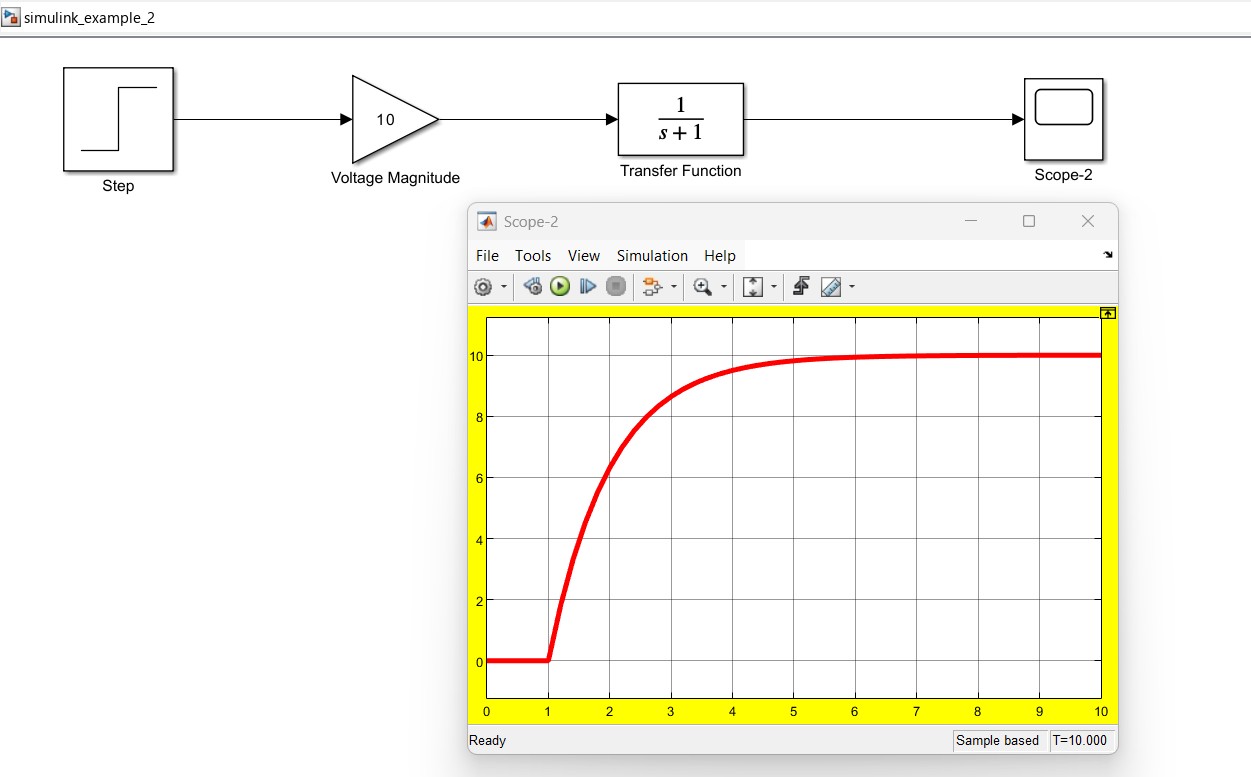 simulink_example_2
10
1
s + 1
Step
Voltage Magnitude
Transfer Function
Scope-2
Scope-2
File Tools View Simulation Help
10
8
6
4
2
0
0 1 2 3 4 5 6 7 8 9 10
Ready Sample based T=10.000